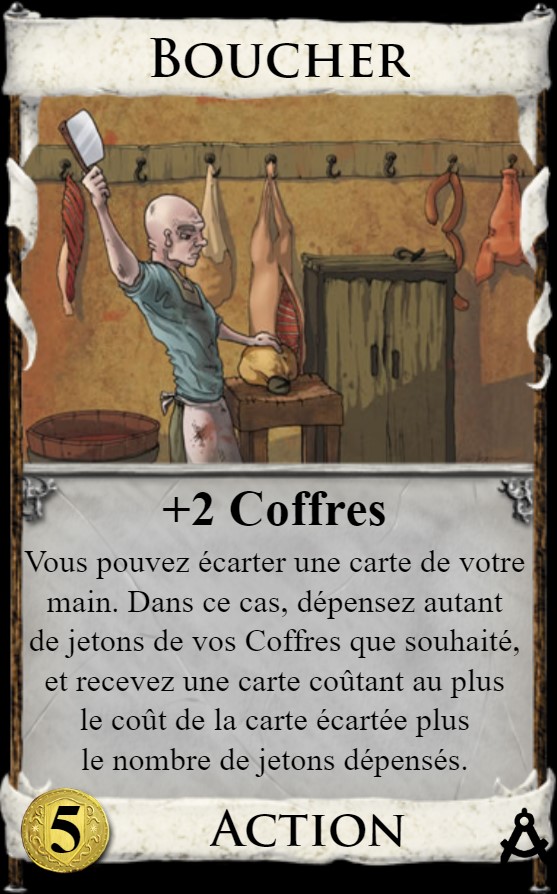 BOUCHER
+2 Coffres
Vous pouvez écarter une carte de votre
main. Dans ce cas, dépensez autant
de jetons de vos Coffres que souhaité,
et recevez une carte coûtant au plus
le coût de la carte écartée plus
le nombre de jetons dépensés.
5
ACTION